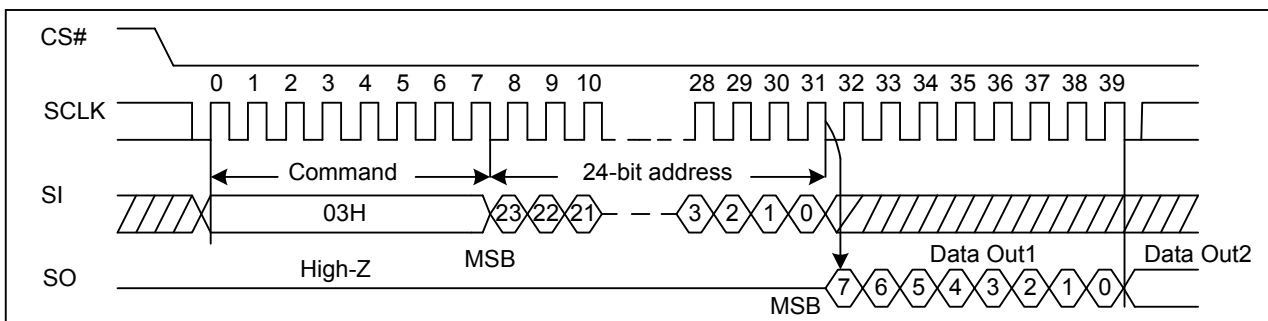 CS#
0 1 2 3 4 5 6 7 8 9 10 28 29 30 31 32 33 34 35 36 37 38 39
SCLK
Command 24-bit address
SI
03H 23 22 21 3 2 1 0
High-Z MSB Data Out1 Data Out2
SO
MSB 7 6 5 4 3 2 1 0